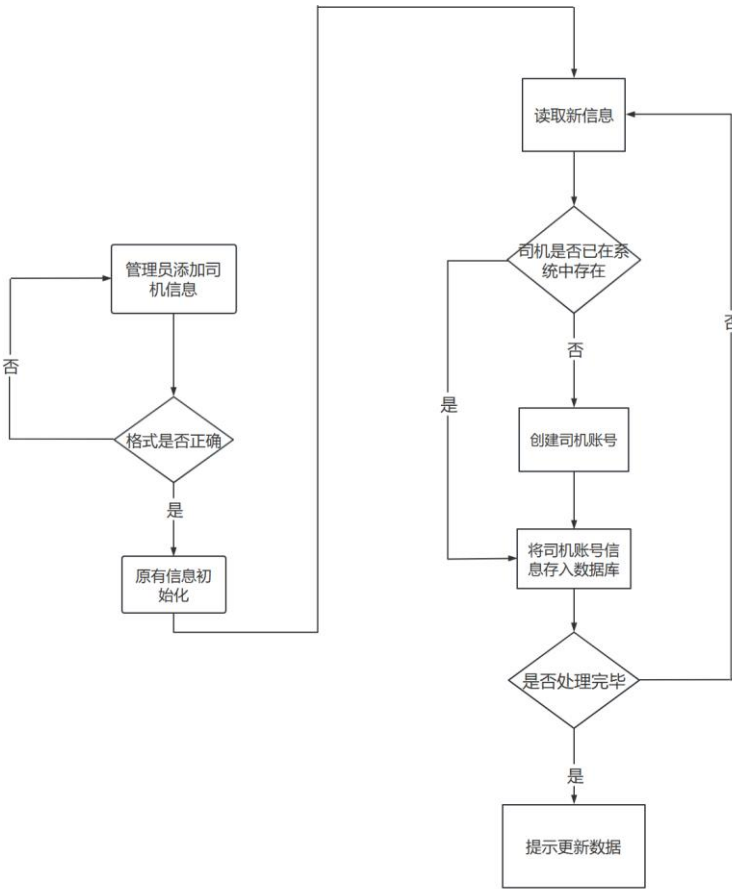 管理员添加司
机信息
否
格式是否正确
是
原有信息初
始化
读取新信息
司机是否已在系
统中存在
否
是
否
创建司机账号
将司机账号信
息存入数据库
是否处理完毕
是
提示更新数据